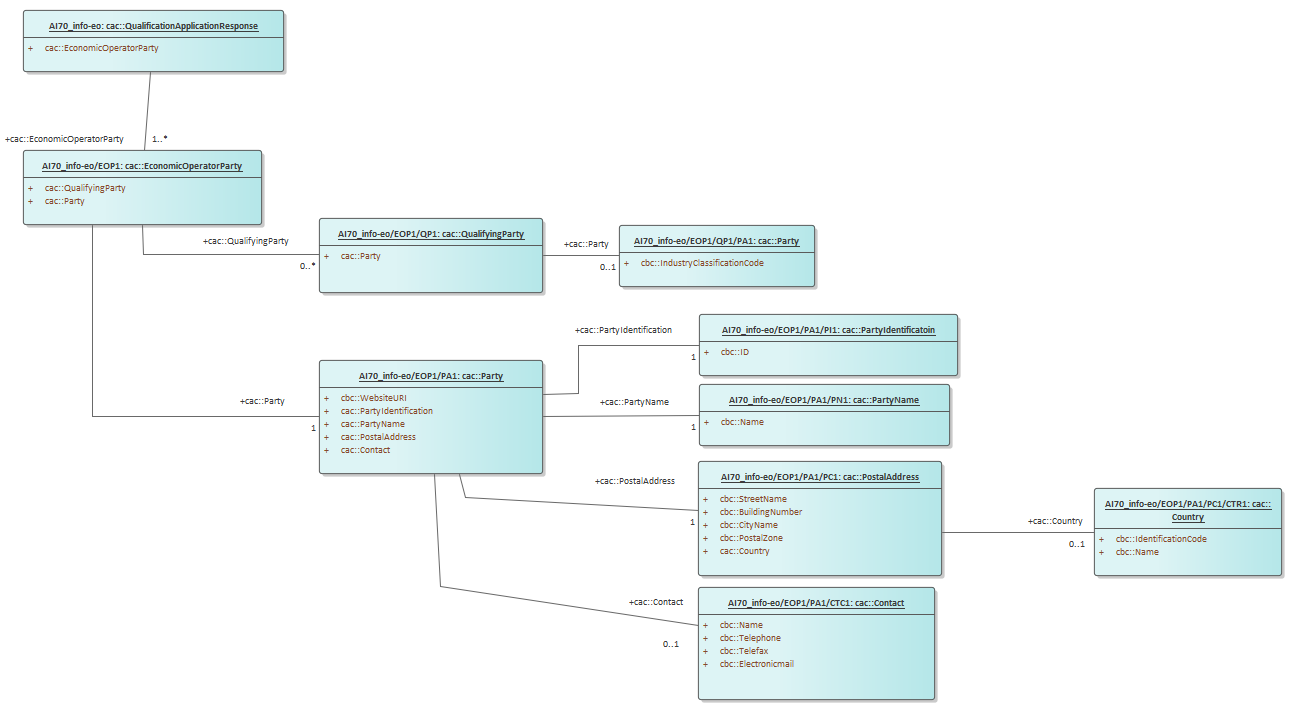 AI70_info-eo: cac::QualificationApplicationResponse
+ cac::EconomicOperatorParty
+cac::EconomicOperatorParty
1..*
AI70_info-eo/EOP1: cac::EconomicOperatorParty
+ cac::QualifyingParty
+ cac::Party
+cac::QualifyingParty
0..*
AI70_info-eo/EOP1/QP1: cac::QualifyingParty
+ cac::Party
+cac::Party
0..1
AI70_info-eo/EOP1/QP1/PA1: cac::Party
+ cbc::IndustryClassificationCode
+cac::Party
1
AI70_info-eo/EOP1/PA1: cac::Party
+ cbc::WebsiteURI
+ cac::PartyIdentification
+ cac::PartyName
+ cac::PostalAddress
+ cac::Contact
+cac::PartyIdentification
1
AI70_info-eo/EOP1/PA1/PI1: cac::PartyIdentificatoin
+ cbc::ID
+cac::PartyName
1
AI70_info-eo/EOP1/PA1/PN1: cac::PartyName
+ cbc::Name
+cac::PostalAddress
1
AI70_info-eo/EOP1/PA1/PC1: cac::PostalAddress
+ cbc::StreetName
+ cbc::BuildingNumber
+ cbc::CityName
+ cbc::PostalZone
+ cac::Country
+cac::Country
0..1
AI70_info-eo/EOP1/PA1/PC1/CTR1: cac::
Country
+ cbc::IdentificationCode
+ cbc::Name
+cac::Contact
0..1
AI70_info-eo/EOP1/PA1/CTC1: cac::Contact
+ cbc::Name
+ cbc::Telephone
+ cbc::Telefax
+ cbc::Electronicmail